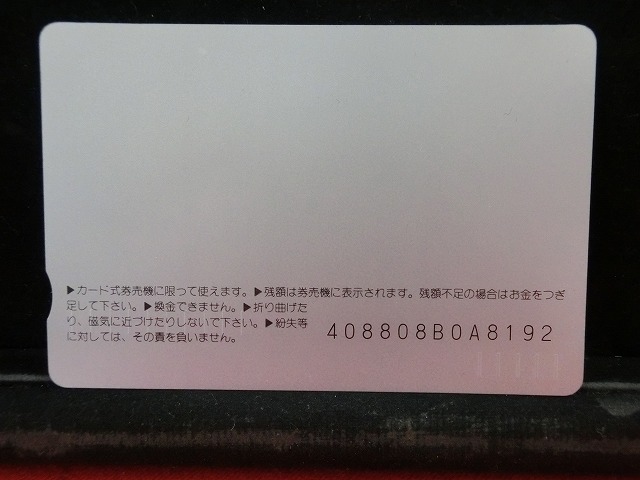 ▶カード式券売機に限って使えます。▶残額は券売機に表示されます。残額不足の場合はお金をつぎ
足して下さい。▶換金できません。▶折り曲げた
り、磁気に近づけたりしないで下さい。▶紛失等
に対しては、その責を負いません。
408808B0A8192